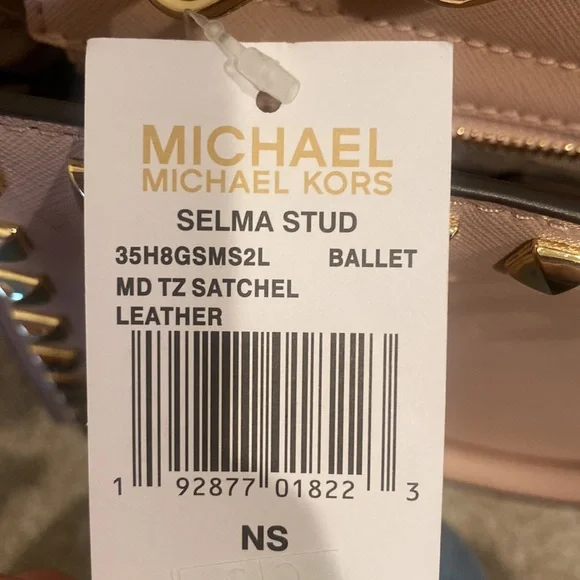 MICHAEL
MICHAEL KORS
SELMA STUD
35H8GSMS2L BALLET
MD TZ SATCHEL
LEATHER
1 92877 01822 3
NS